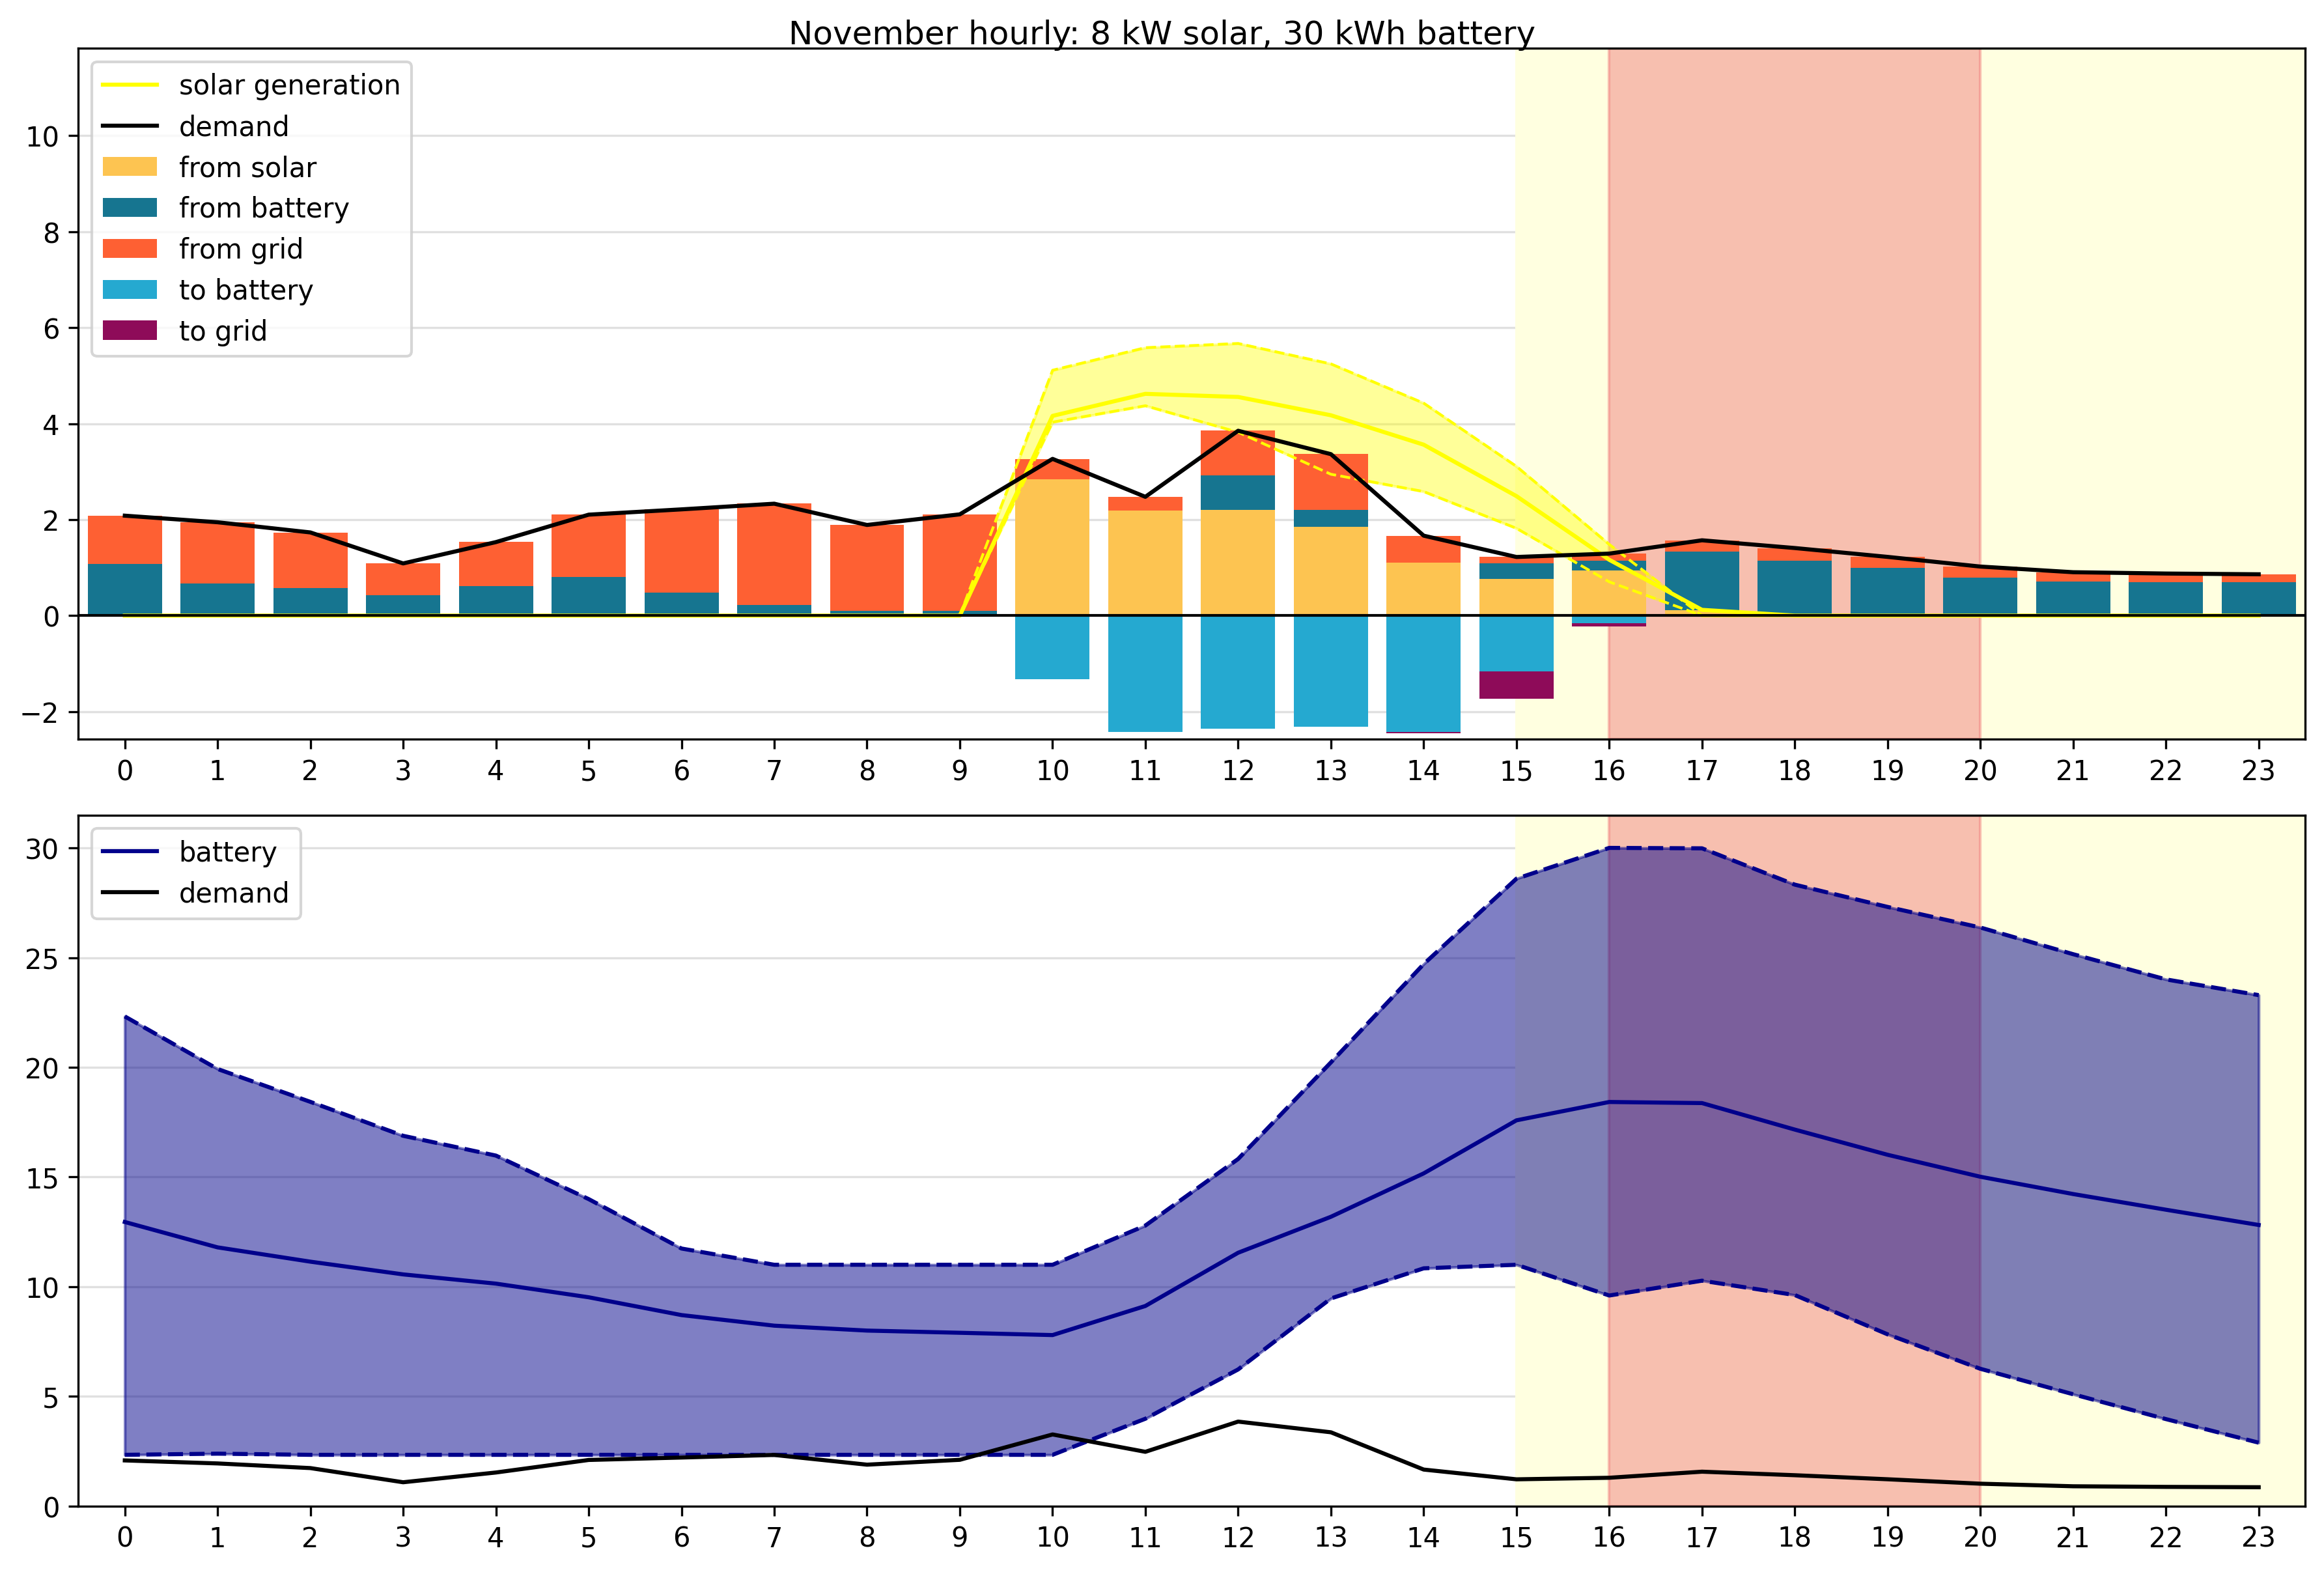 November hourly: 8 kW solar, 30 kWh battery
solar generation
demand
from solar
from battery
from grid
to battery
to grid
10
8
6
4
2
0
−2
0 1 2 3 4 5 6 7 8 9 10 11 12 13 14 15 16 17 18 19 20 21 22 23
battery
demand
30
25
20
15
10
5
0
0 1 2 3 4 5 6 7 8 9 10 11 12 13 14 15 16 17 18 19 20 21 22 23